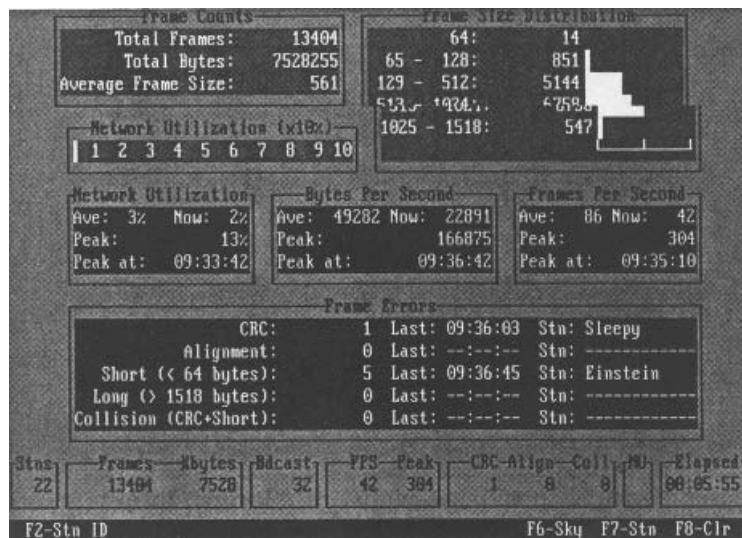 Frame Counts
Total Frames: 13404
Total Bytes: 7528255
Average Frame Size: 561
Frame Size Distribution
64: 14
65 - 128: 851
129 - 512: 5144
1025 - 1518: 547
Network Utilization (x10%)
1 2 3 4 5 6 7 8 9 10
Network Utilization
Ave: 3% Now: 2%
Peak: 13%
Peak at: 09:33:42
Bytes Per Second
Ave: 49282 Now: 22891
Peak: 166875
Peak at: 09:36:42
Frames Per Second
Ave: 86 Now: 42
Peak: 304
Peak at: 09:35:10
Frame Errors
CRC: 1 Last: 09:36:03 Stn: Sleepy
Alignment: 0 Last: --:--:-- Stn: ------------
Short (< 64 bytes): 5 Last: 09:36:45 Stn: Einstein
Long (> 1518 bytes): 0 Last: --:--:-- Stn: ------------
Collision (CRC+Short): 0 Last: --:--:-- Stn: ------------
Stns Frames Kbytes Bdcast FPS Peak CRC Align Coll NU Elapsed
22 13404 7528 32 42 304 1 0 0 00:05:55
F2-Stn ID F6-Sky F7-Stn F8-Clr